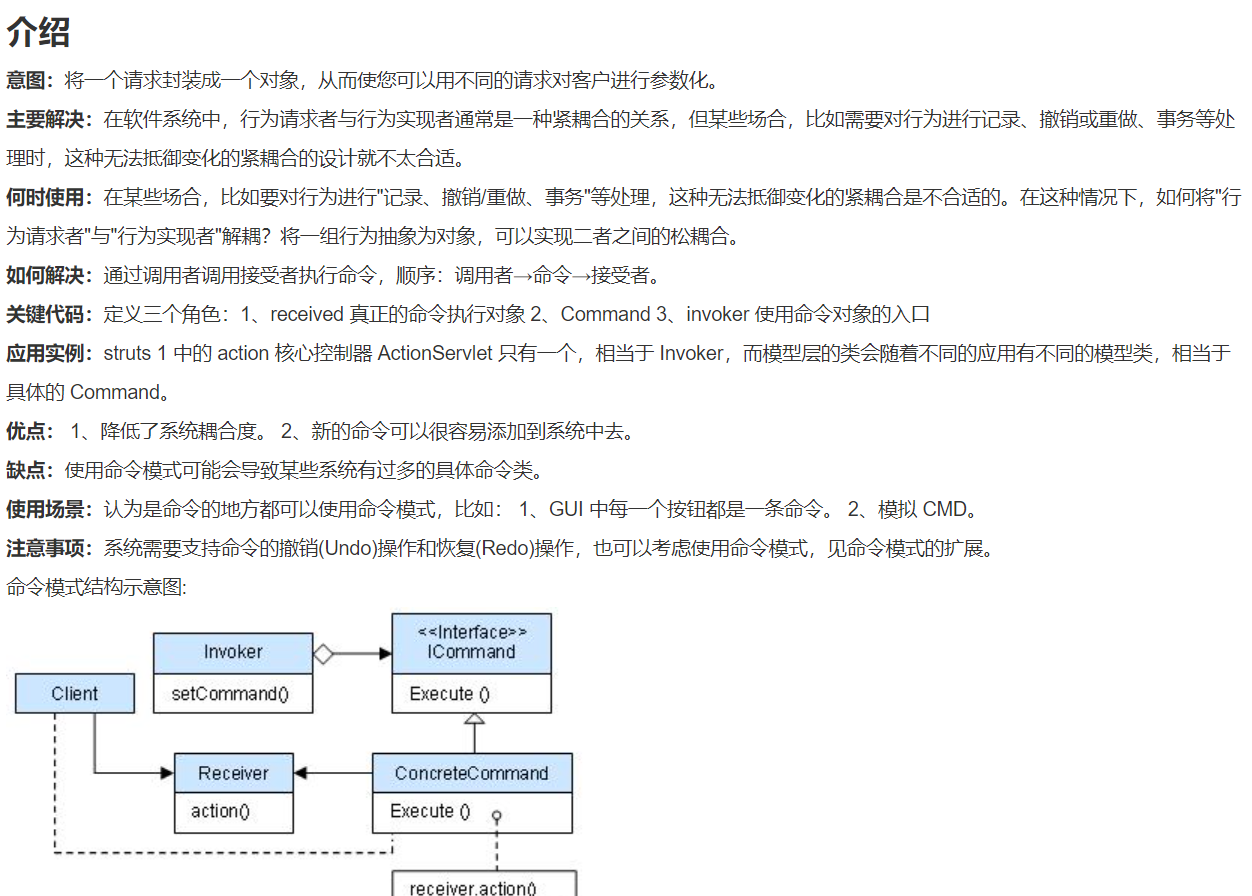 介绍
意图：将一个请求封装成一个对象，从而使您可以用不同的请求对客户进行参数化。
主要解决：在软件系统中，行为请求者与行为实现者通常是一种紧耦合的关系，但某些场合，比如需要对行为进行记录、撤销或重做、事务等处
理时，这种无法抵御变化的紧耦合的设计就不太合适。
何时使用：在某些场合，比如要对行为进行"记录、撤销/重做、事务"等处理，这种无法抵御变化的紧耦合是不合适的。在这种情况下，如何将"行
为请求者"与"行为实现者"解耦？将一组行为抽象为对象，可以实现二者之间的松耦合。
如何解决：通过调用者调用接受者执行命令，顺序：调用者→命令→接受者。
关键代码：定义三个角色：1、received 真正的命令执行对象 2、Command 3、invoker 使用命令对象的入口
应用实例：struts 1 中的 action 核心控制器 ActionServlet 只有一个，相当于 Invoker，而模型层的类会随着不同的应用有不同的模型类，相当于
具体的 Command。
优点： 1、降低了系统耦合度。 2、新的命令可以很容易添加到系统中去。
缺点：使用命令模式可能会导致某些系统有过多的具体命令类。
使用场景：认为是命令的地方都可以使用命令模式，比如： 1、GUI 中每一个按钮都是一条命令。 2、模拟 CMD。
注意事项：系统需要支持命令的撤销(Undo)操作和恢复(Redo)操作，也可以考虑使用命令模式，见命令模式的扩展。
命令模式结构示意图:
<<Interface>>
ICommand
Execute ()
Invoker
setCommand()
Client
Receiver
action()
ConcreteCommand
Execute ()
receiver.action()